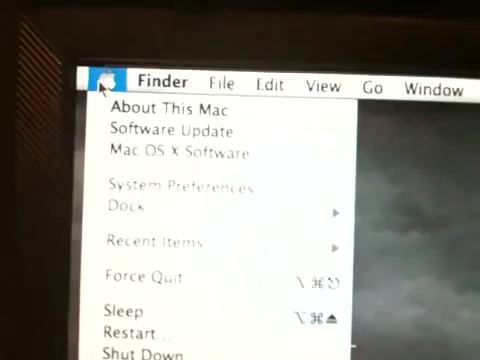 Finder File Edit View Go Window
About This Mac
Software Update...
Mac OS X Software
System Preferences
Dock
Recent Items
Force Quit ⌥⌘⎋
Sleep ⌥⌘⏏
Restart...
Shut Down